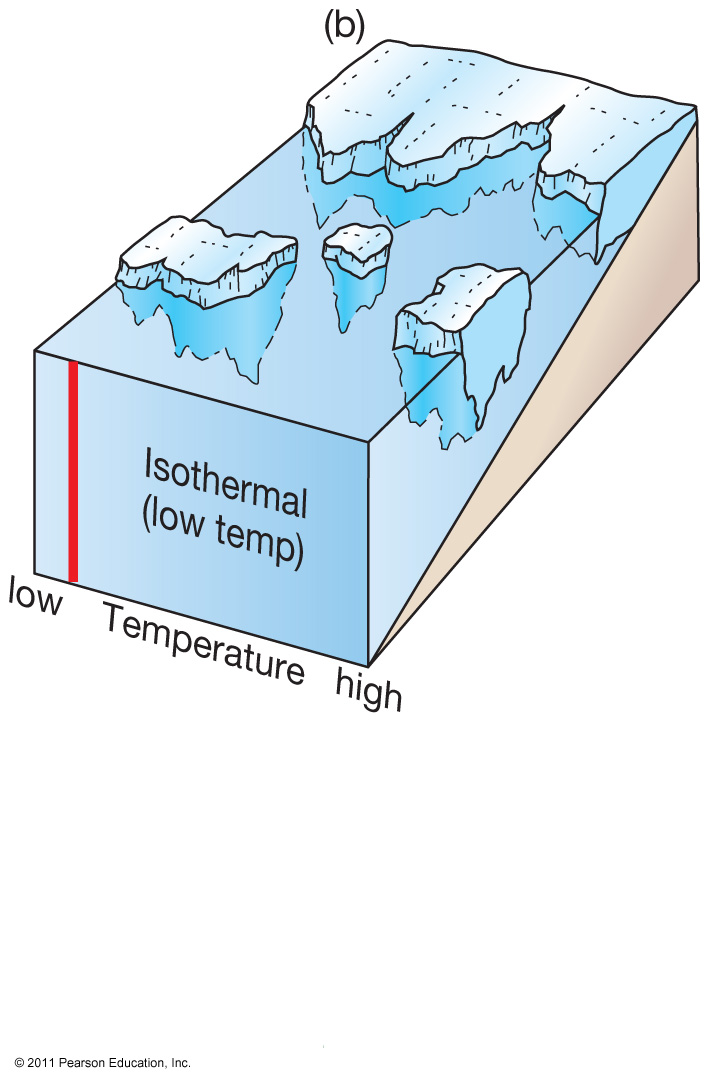 (b)
Isothermal
(low temp)
low Temperature high
© 2011 Pearson Education, Inc.